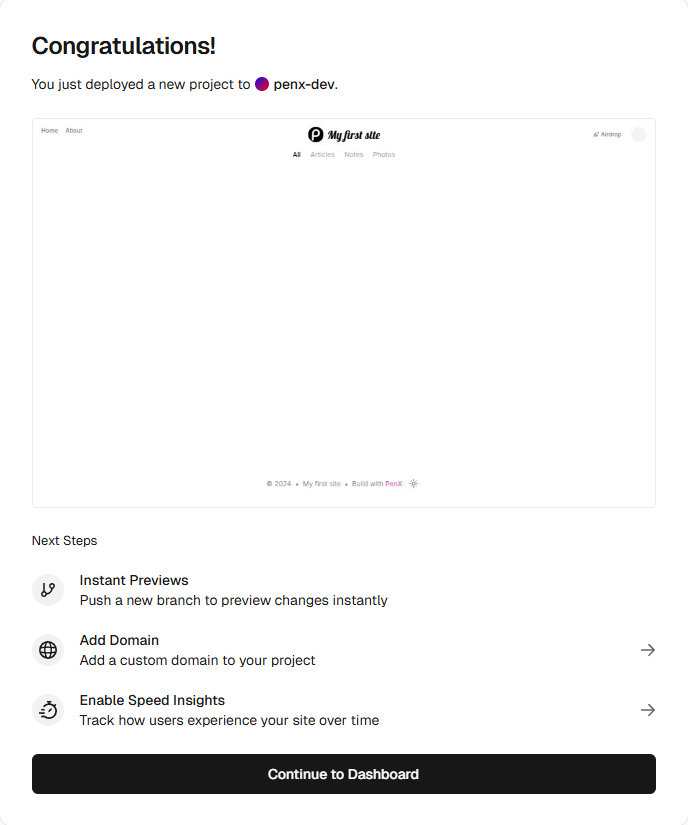 Congratulations!
You just deployed a new project to penx-dev.
Home About
My first site
Airdrop
All Articles Notes Photos
© 2024 • My first site • Build with PenX
Next Steps
Instant Previews
Push a new branch to preview changes instantly
Add Domain
Add a custom domain to your project
Enable Speed Insights
Track how users experience your site over time
Continue to Dashboard